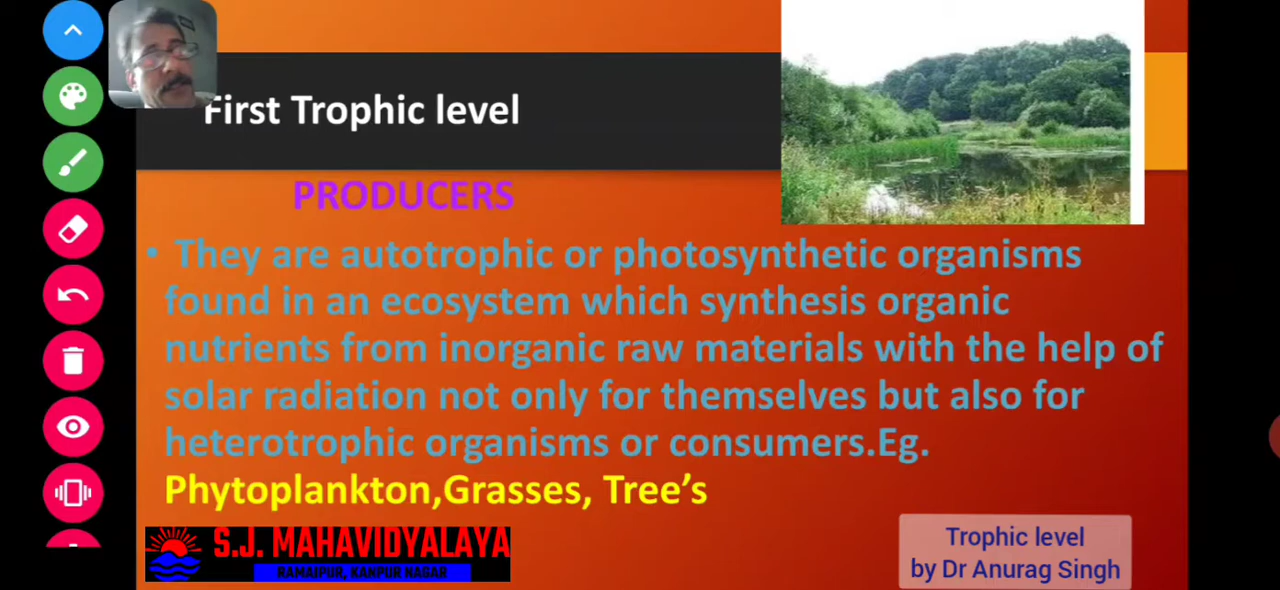 First Trophic level
PRODUCERS
• They are autotrophic or photosynthetic organisms
found in an ecosystem which synthesis organic
nutrients from inorganic raw materials with the help of
solar radiation not only for themselves but also for
heterotrophic organisms or consumers.Eg.
Phytoplankton,Grasses, Tree’s
S.J. MAHAVIDYALAYA
RAMAIPUR, KANPUR NAGAR
Trophic level
by Dr Anurag Singh